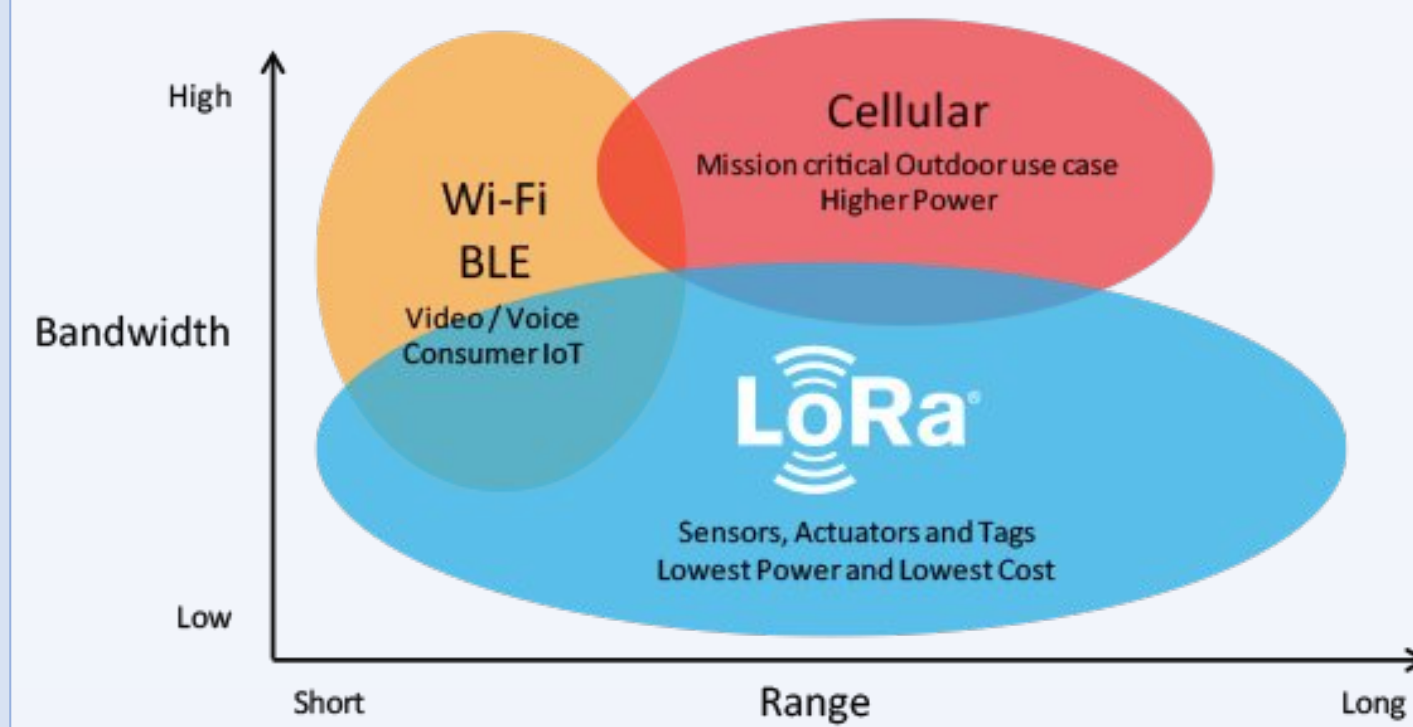 High
Bandwidth
Low
Wi-Fi
BLE
Video / Voice
Consumer IoT
Cellular
Mission critical Outdoor use case
Higher Power
LoRa®
Sensors, Actuators and Tags
Lowest Power and Lowest Cost
Short
Range
Long